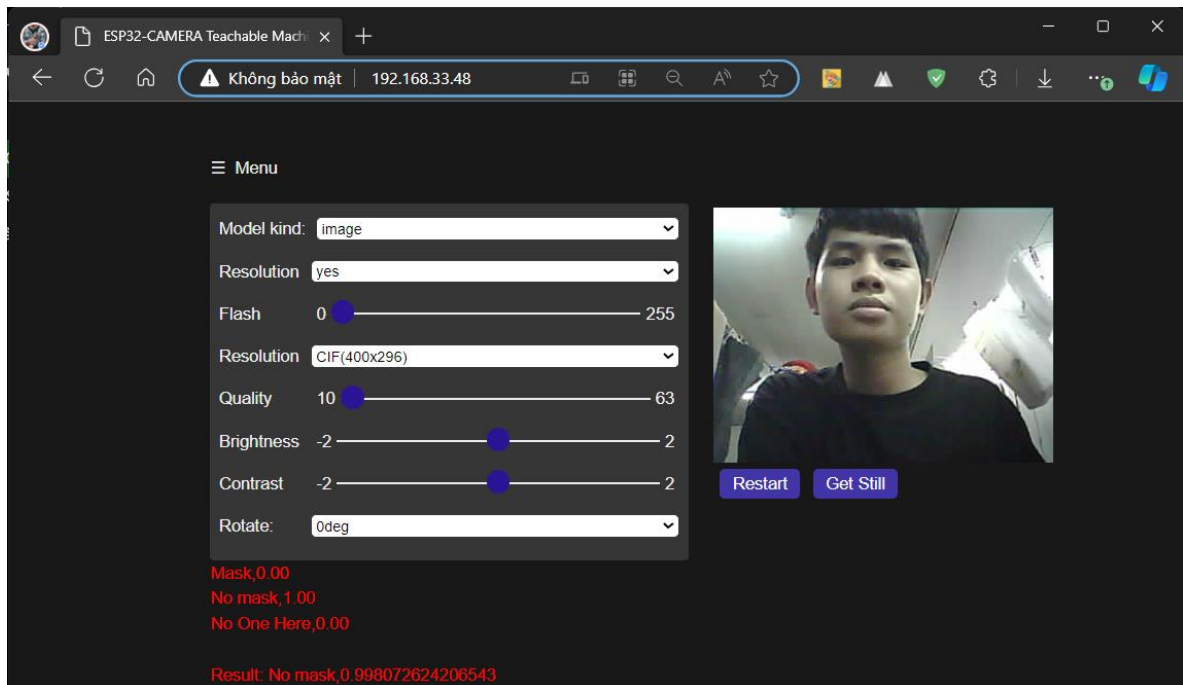 ESP32-CAMERA Teachable Machi
Không bảo mật
192.168.33.48
☰ Menu
Model kind: image
Resolution yes
Flash 0 255
Resolution CIF(400x296)
Quality 10 63
Brightness -2 2
Contrast -2 2
Rotate: 0deg
Restart Get Still
Mask,0.00
No mask,1.00
No One Here,0.00
Result: No mask,0.998072624206543